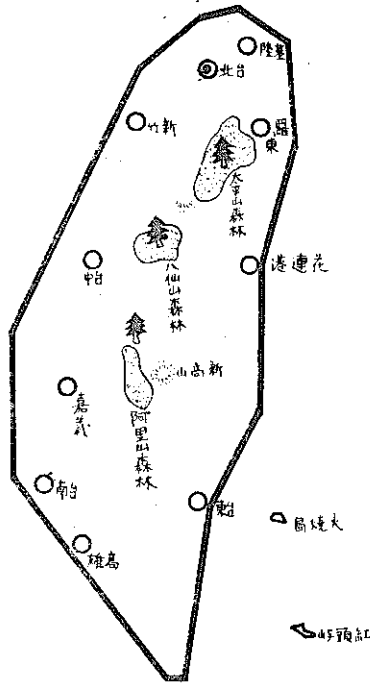 基隆
台北
新竹
羅東
太平山森林
八仙山森林
台中
花連港
新高山
嘉義
阿里山森林
台南
台東
高雄
火燒島
紅頭嶼